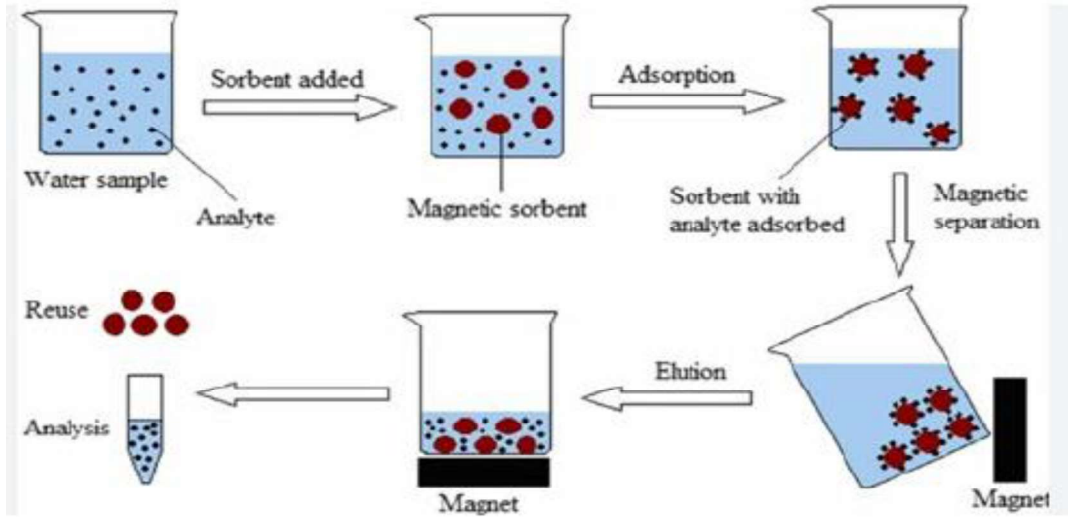 Sorbent added
Adsorption
Water sample
Analyte
Magnetic sorbent
Sorbent with
analyte adsorbed
Magnetic
separation
Reuse
Elution
Analysis
Magnet
Magnet